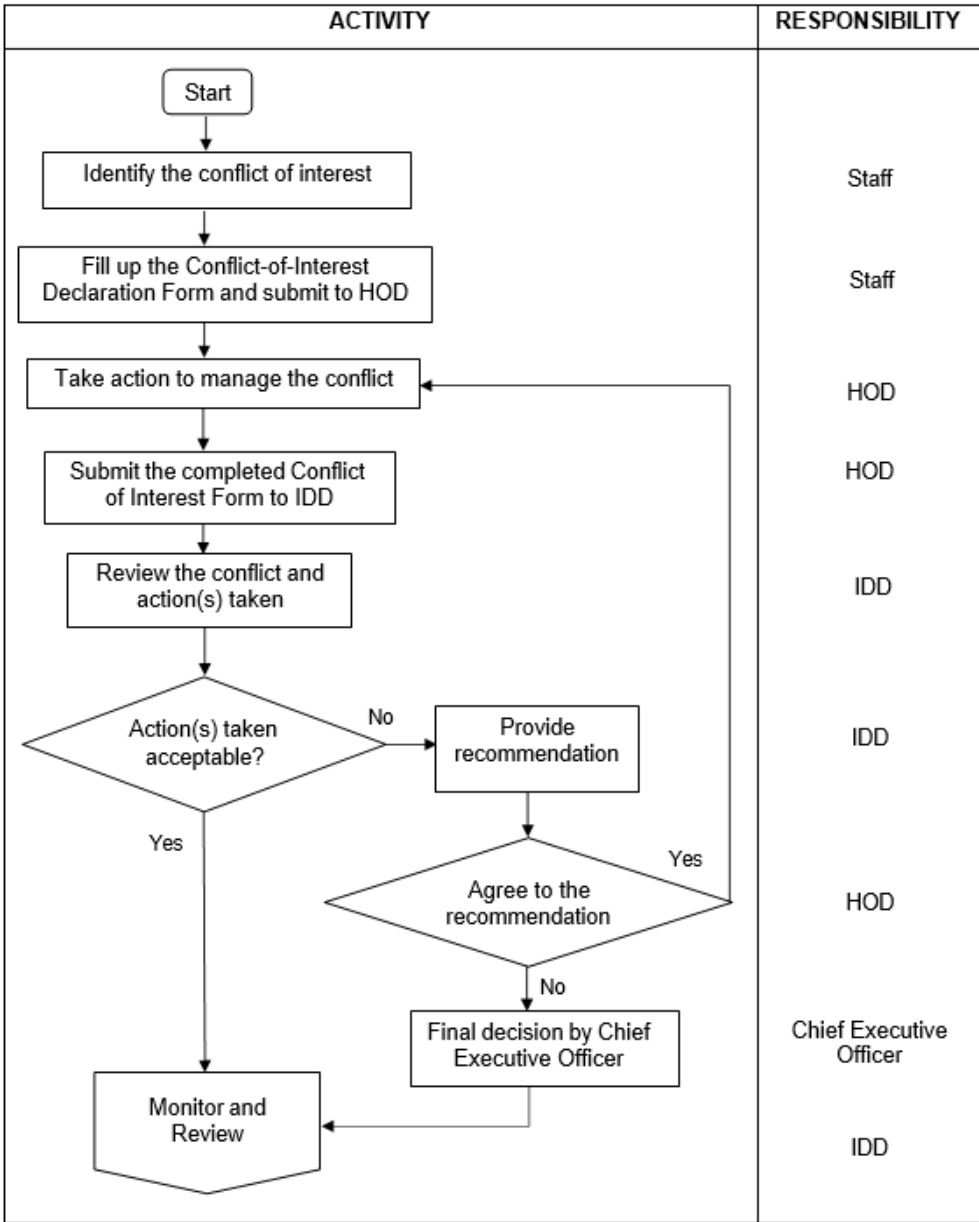 ACTIVITY
RESPONSIBILITY
Start
Identify the conflict of interest
Staff
Fill up the Conflict-of-Interest
Declaration Form and submit to HOD
Staff
Take action to manage the conflict
HOD
Submit the completed Conflict
of Interest Form to IDD
HOD
Review the conflict and
action(s) taken
IDD
Action(s) taken
acceptable?
No
Provide
recommendation
IDD
Yes
Agree to the
recommendation
Yes
HOD
No
Final decision by Chief
Executive Officer
Chief Executive
Officer
Monitor and
Review
IDD